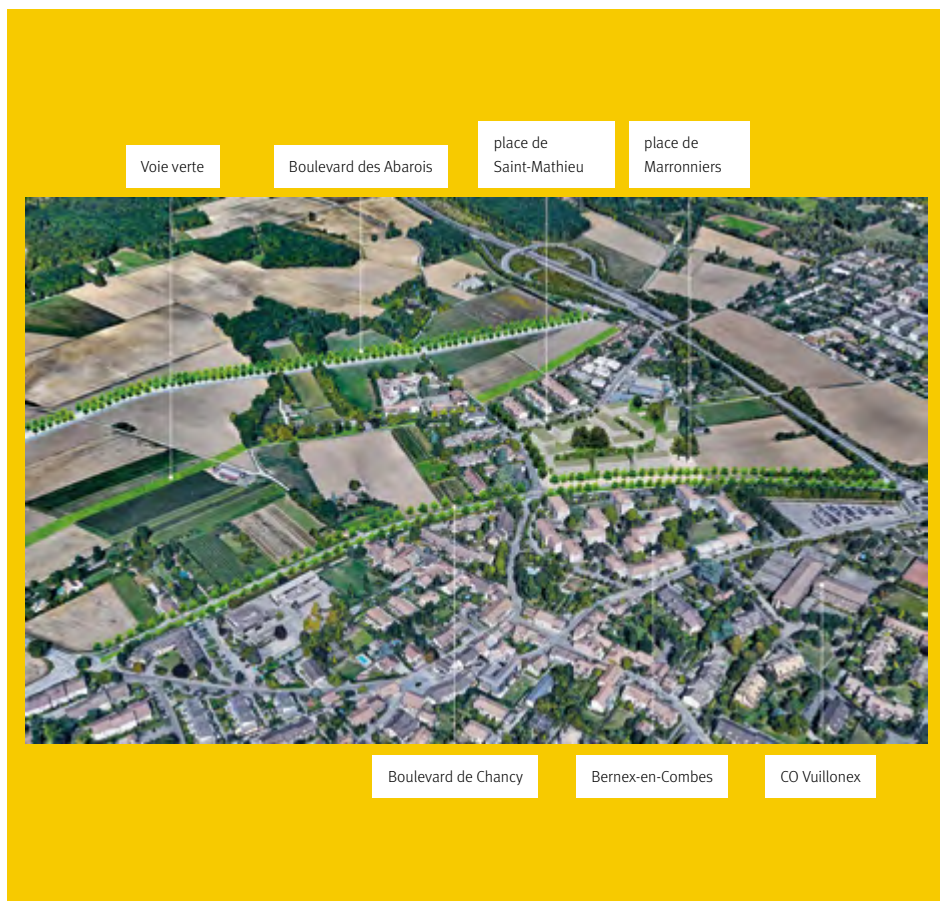 Voie verte
Boulevard des Abarois
place de
Saint-Mathieu
place de
Marronniers
Boulevard de Chancy
Bernex-en-Combes
CO Vuillonex